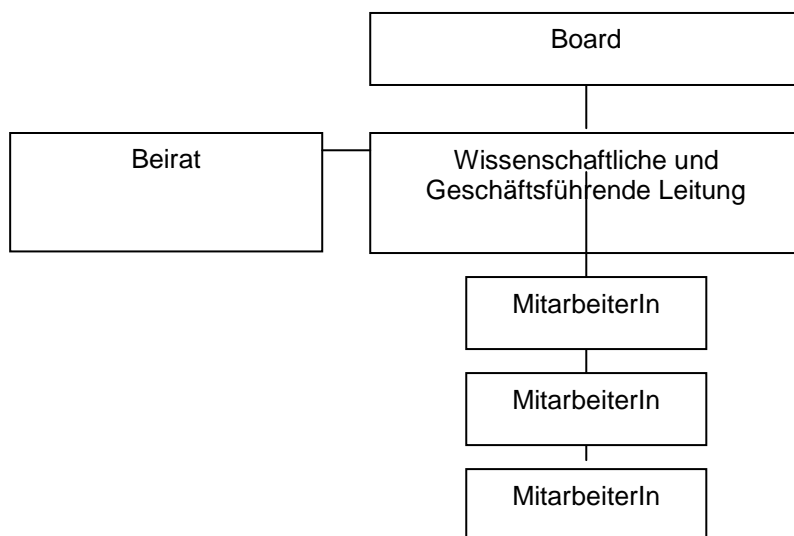 Board
Beirat
Wissenschaftliche und
Geschäftsführende Leitung
MitarbeiterIn
MitarbeiterIn
MitarbeiterIn